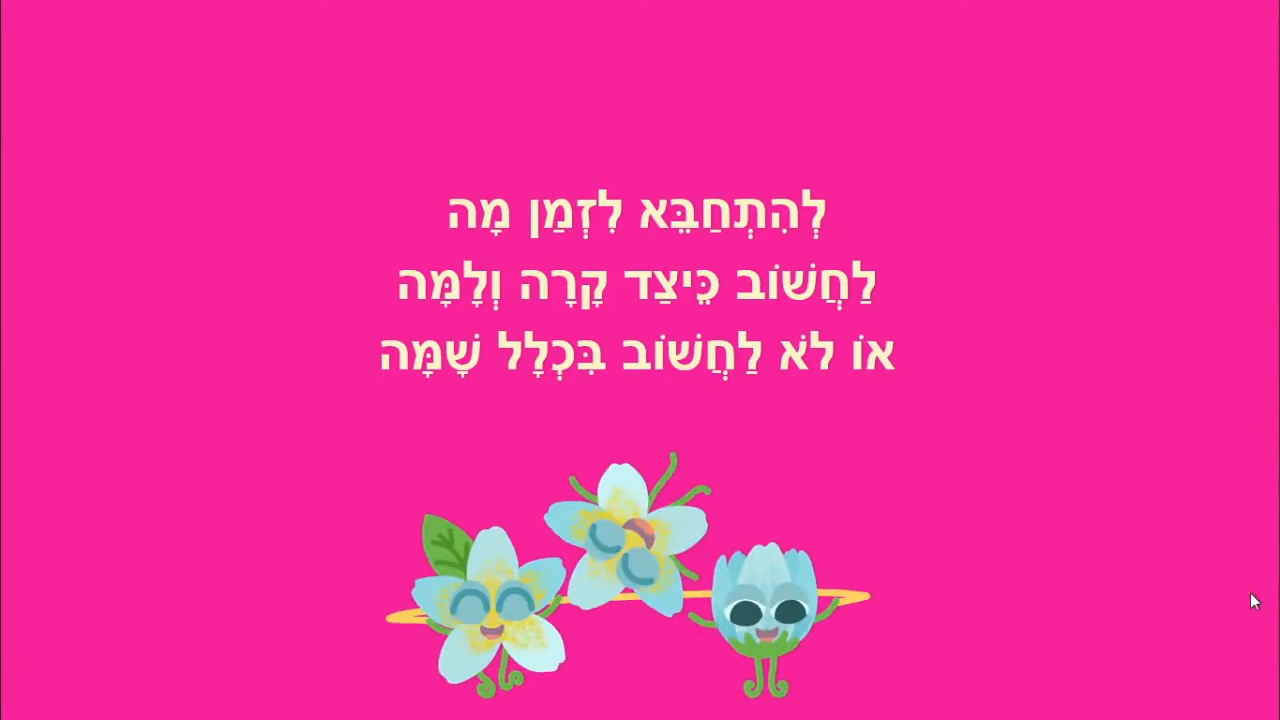 לְהִתְחַבֵּא לִזְמַן מָה
לַחְשׁוֹב כֵּיצַד קָרָה וְלָמָּה
אוֹ לֹא לַחְשׁוֹב בִּכְלָל שָׁמָּה